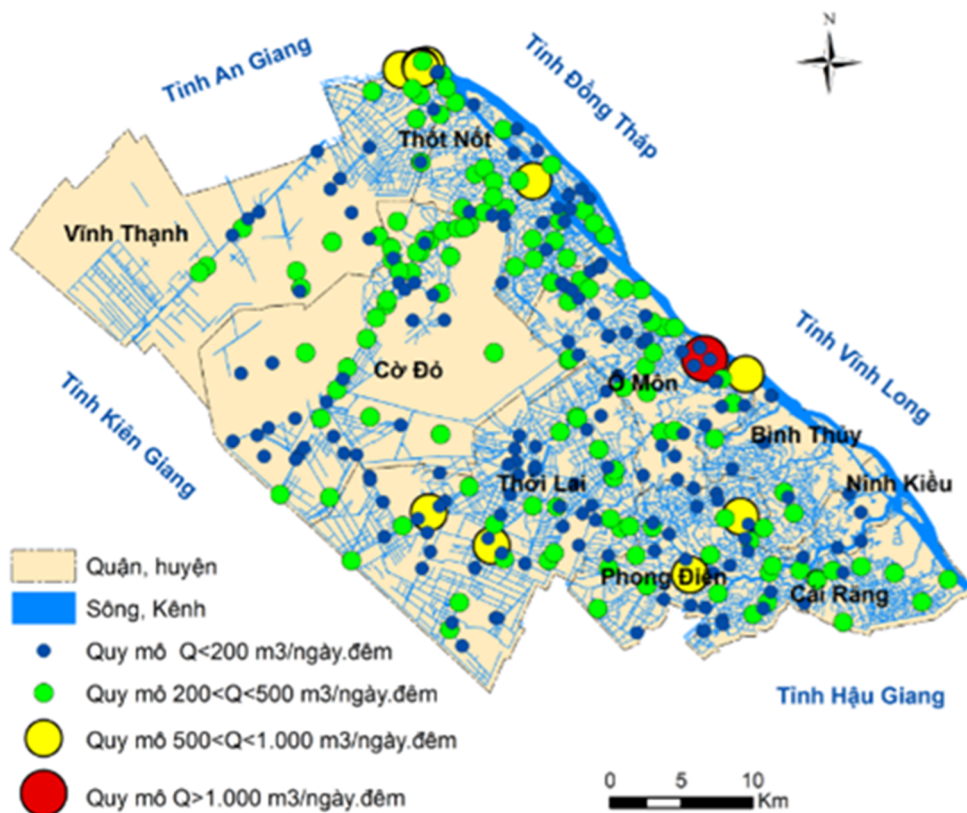 Tỉnh An Giang
Tỉnh Đồng Tháp
Thốt Nốt
Vĩnh Thạnh
Tỉnh Vĩnh Long
Cờ Đỏ
Ô Môn
Tỉnh Kiên Giang
Bình Thủy
Thới Lai
Ninh Kiều
Quận, huyện
Phong Điền
Cái Răng
Sông, Kênh
Quy mô Q<200 m3/ngày.đêm
Quy mô 200<Q<500 m3/ngày.đêm
Tỉnh Hậu Giang
Quy mô 500<Q<1.000 m3/ngày.đêm
Quy mô Q>1.000 m3/ngày.đêm
0 5 10
Km